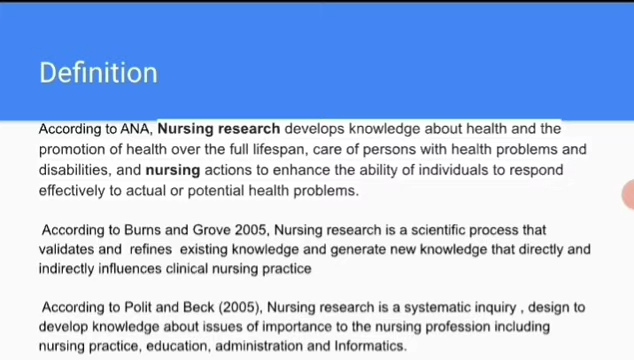 Definition
According to ANA, Nursing research develops knowledge about health and the
promotion of health over the full lifespan, care of persons with health problems and
disabilities, and nursing actions to enhance the ability of individuals to respond
effectively to actual or potential health problems.
According to Burns and Grove 2005, Nursing research is a scientific process that
validates and refines existing knowledge and generate new knowledge that directly and
indirectly influences clinical nursing practice
According to Polit and Beck (2005), Nursing research is a systematic inquiry , design to
develop knowledge about issues of importance to the nursing profession including
nursing practice, education, administration and Informatics.